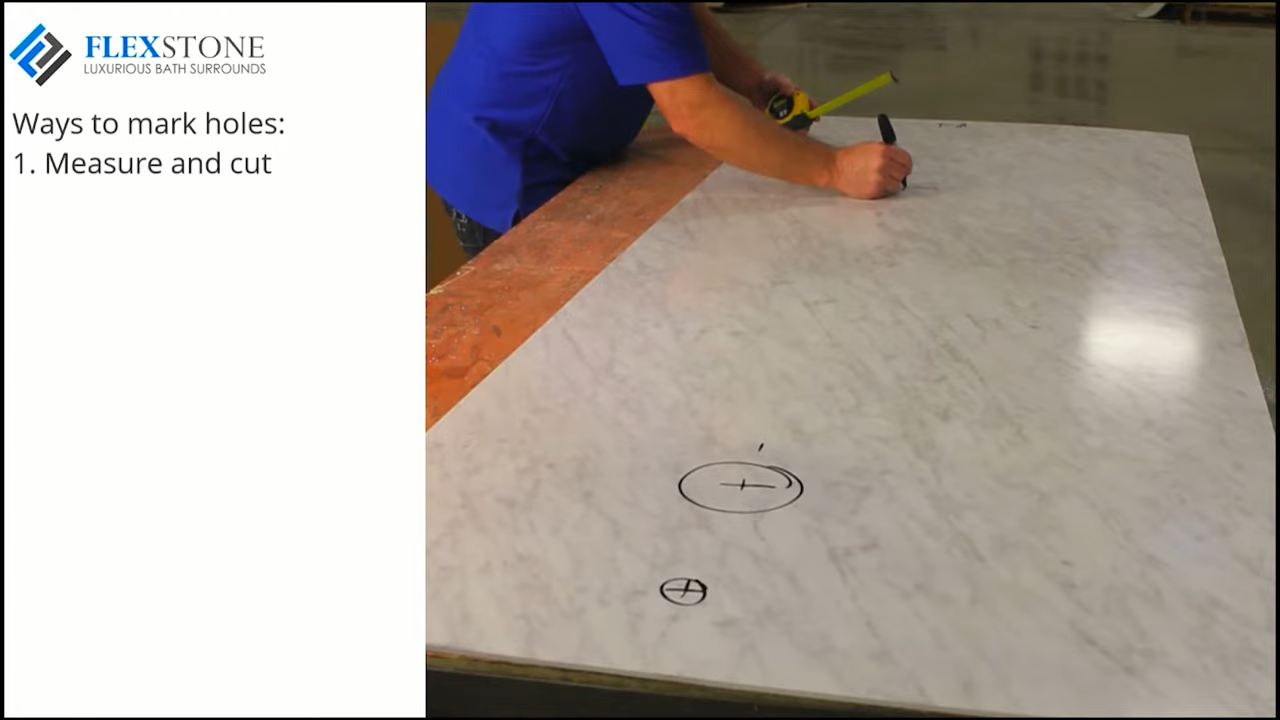 FLEXSTONE
LUXURIOUS BATH SURROUNDS
Ways to mark holes:
1. Measure and cut